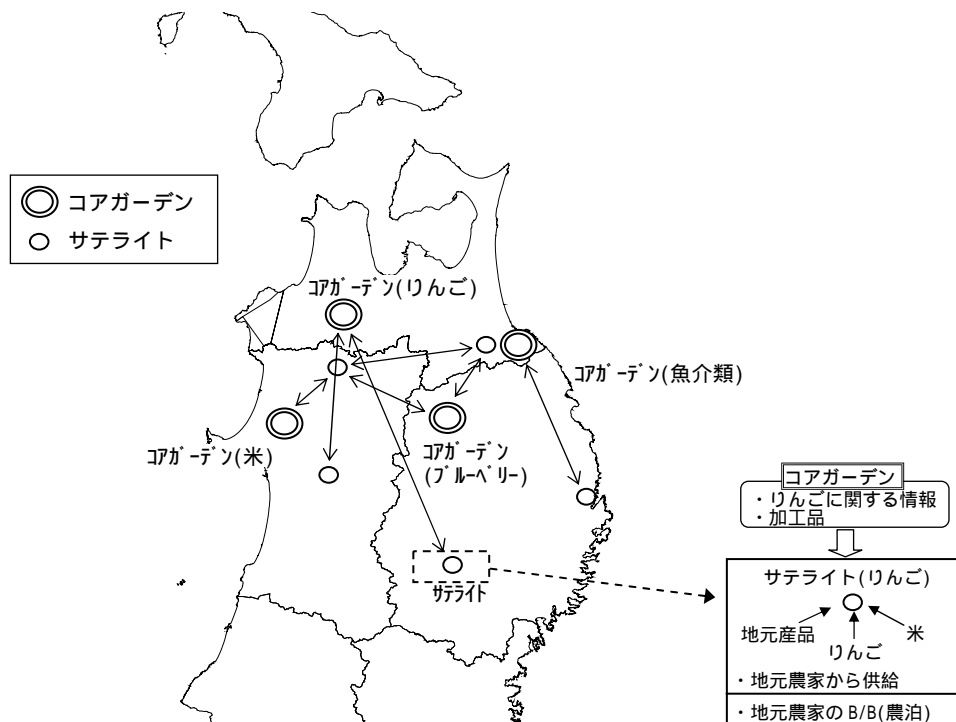 コアガーデン
サテライト
ｺｱｶﾞｰﾃﾞﾝ(りんご)
ｺｱｶﾞｰﾃﾞﾝ(魚介類)
ｺｱｶﾞｰﾃﾞﾝ(米)
ｺｱｶﾞｰﾃﾞﾝ
(ﾌﾞﾙｰﾍﾞﾘｰ)
ｻﾃﾗｲﾄ
コアガーデン
・りんごに関する情報
・加工品
サテライト(りんご)
地元産品
米
りんご
・地元農家から供給
・地元農家の B/B(農泊)